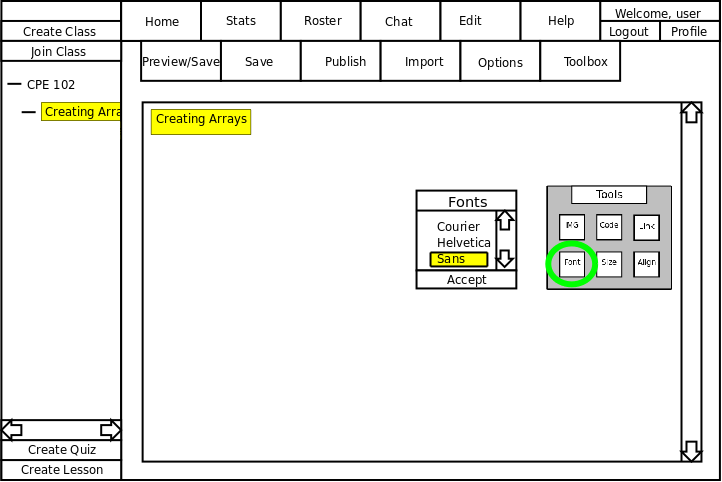 Home
Stats
Roster
Chat
Edit
Help
Welcome, user
Logout
Profile
Create Class
Join Class
Preview/Save
Save
Publish
Import
Options
Toolbox
CPE 102
Creating Arra
Creating Arrays
Fonts
Courier
Helvetica
Sans
Accept
Tools
IMG
Code
Link
Font
Size
Align
Create Quiz
Create Lesson